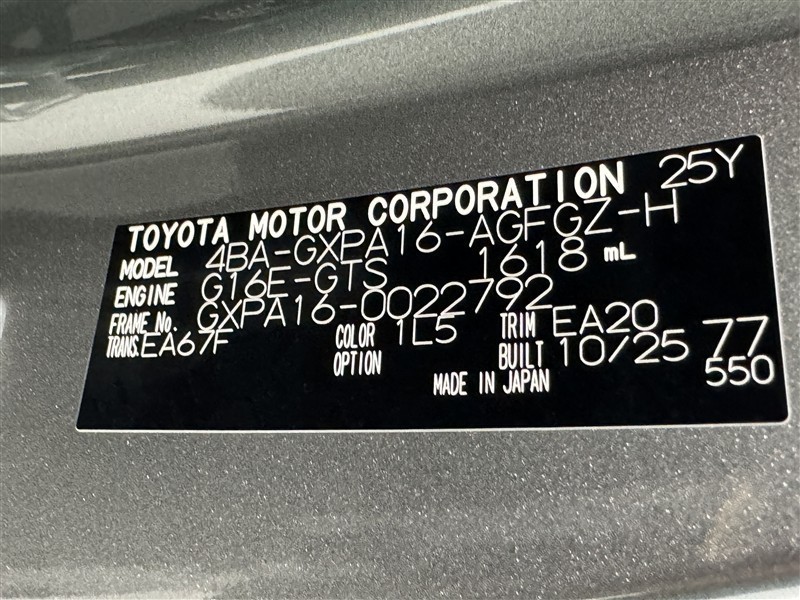 TOYOTA MOTOR CORPORATION 25Y
MODEL 4BA-GXPA16-AGFGZ-H
ENGINE G16E-GTS 1618 mL
FRAME No. GXPA16-0022792
TRANS. EA67F COLOR 1L5 TRIM EA20
OPTION BUILT 10/25 77
MADE IN JAPAN 550